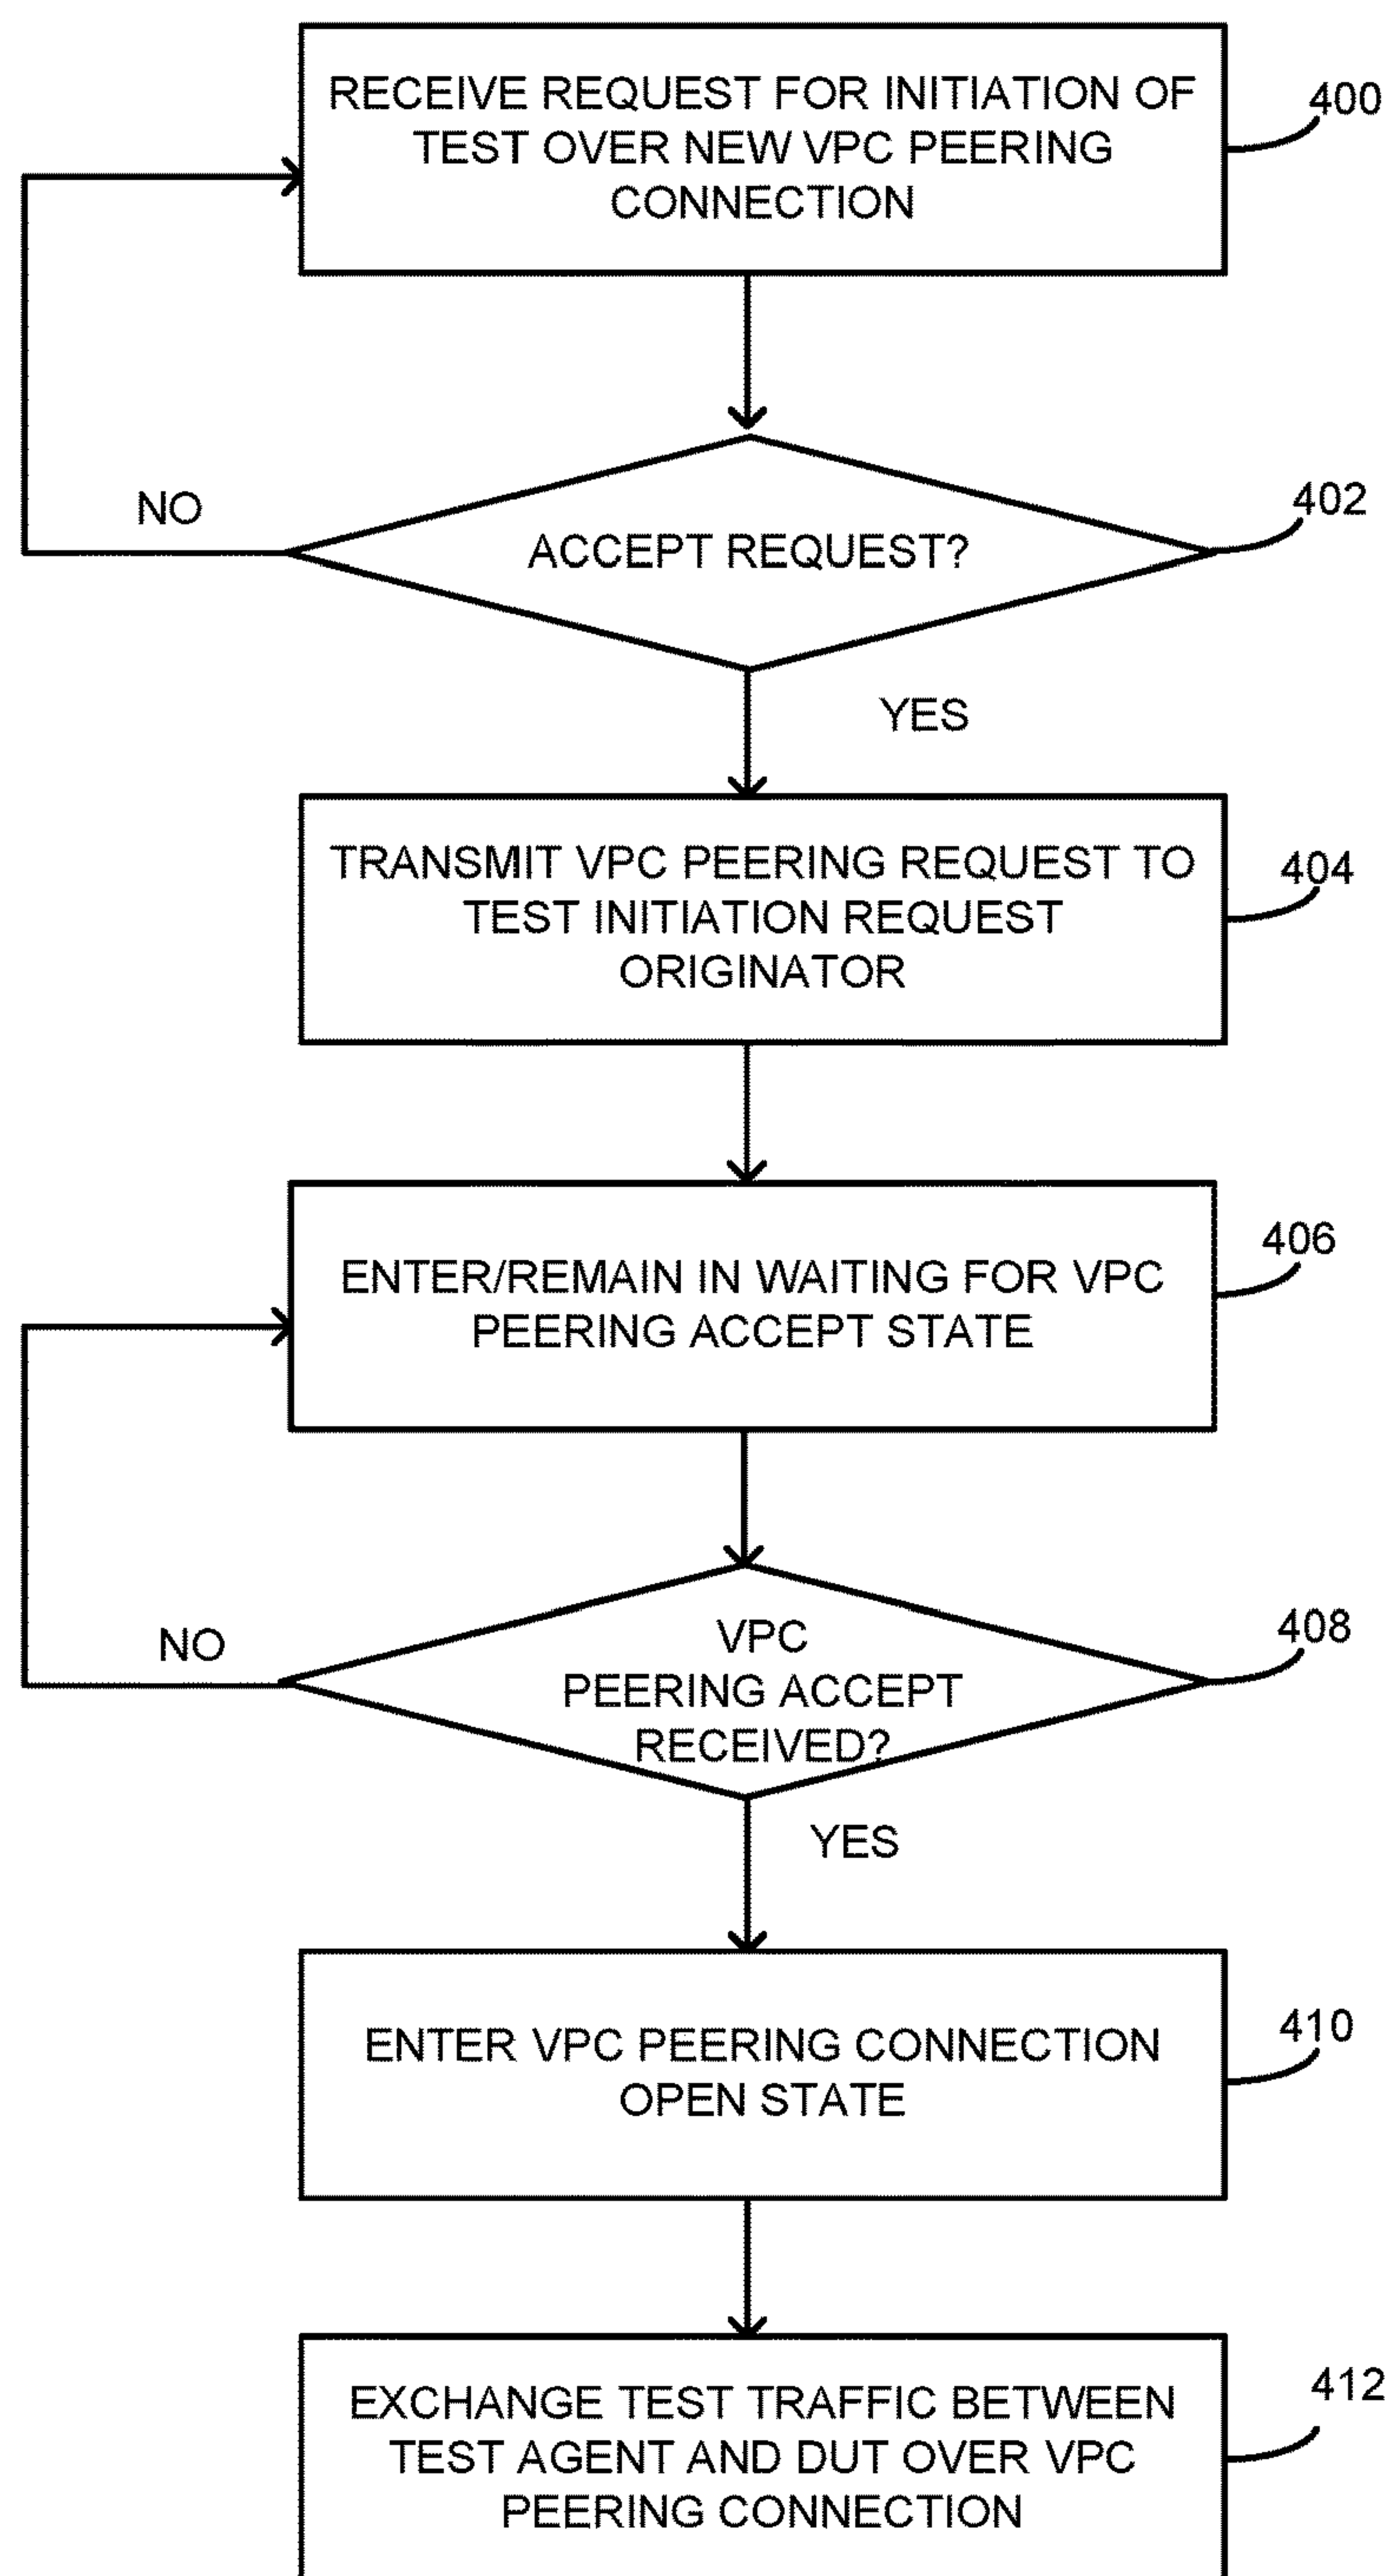 RECEIVE REQUEST FOR INITIATION OF
TEST OVER NEW VPC PEERING
CONNECTION
400
ACCEPT REQUEST?
402
NO
YES
TRANSMIT VPC PEERING REQUEST TO
TEST INITIATION REQUEST
ORIGINATOR
404
ENTER/REMAIN IN WAITING FOR VPC
PEERING ACCEPT STATE
406
VPC
PEERING ACCEPT
RECEIVED?
408
NO
YES
ENTER VPC PEERING CONNECTION
OPEN STATE
410
EXCHANGE TEST TRAFFIC BETWEEN
TEST AGENT AND DUT OVER VPC
PEERING CONNECTION
412